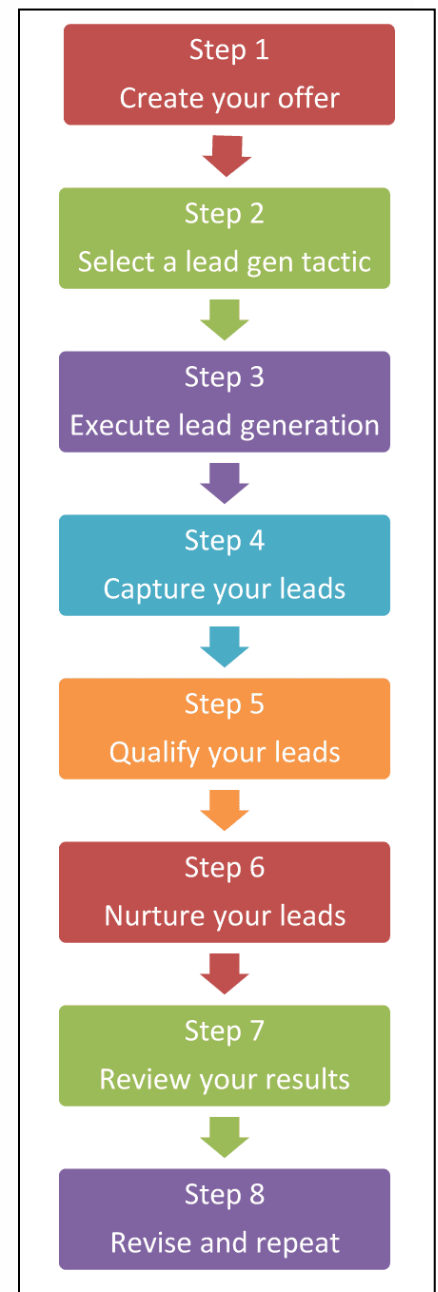 Step 1
Create your offer
Step 2
Select a lead gen tactic
Step 3
Execute lead generation
Step 4
Capture your leads
Step 5
Qualify your leads
Step 6
Nurture your leads
Step 7
Review your results
Step 8
Revise and repeat